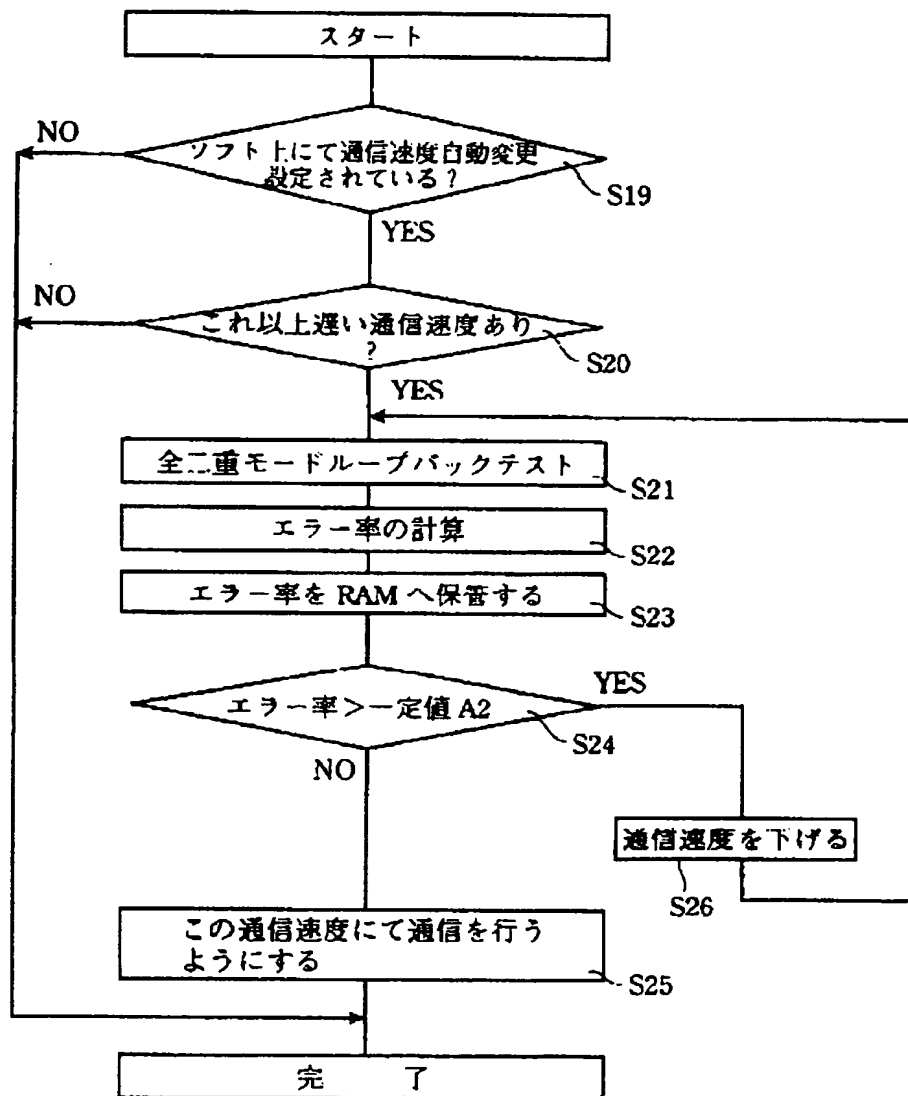 スタート
NO
ソフト上にて通信速度自動変更
設定されている?
S19
YES
NO
これ以上遅い通信速度あり
?
S20
YES
全二重モードループバックテスト
S21
エラー率の計算
S22
エラー率を RAM へ保管する
S23
YES
エラー率>一定値 A2
S24
NO
通信速度を下げる
S26
この通信速度にて通信を行う
ようにする
S25
完 了